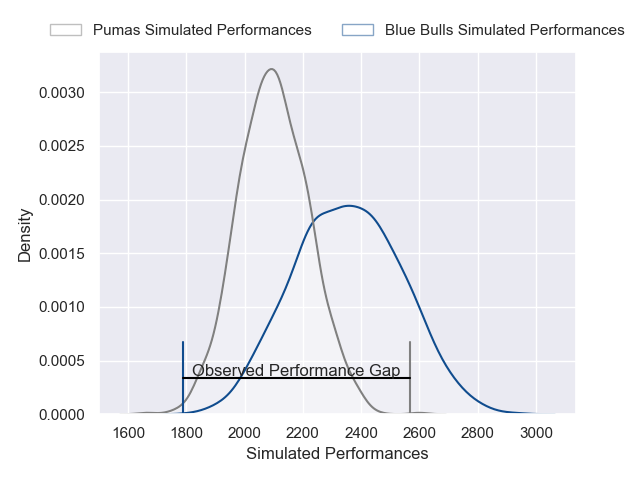 Pumas Simulated Performances Blue Bulls Simulated Performances
0.0030
0.0025
0.0020
0.0015
0.0010
0.0005
0.0000
Density
Observed Performance Gap
1600 1800 2000 2200 2400 2600 2800 3000
Simulated Performances